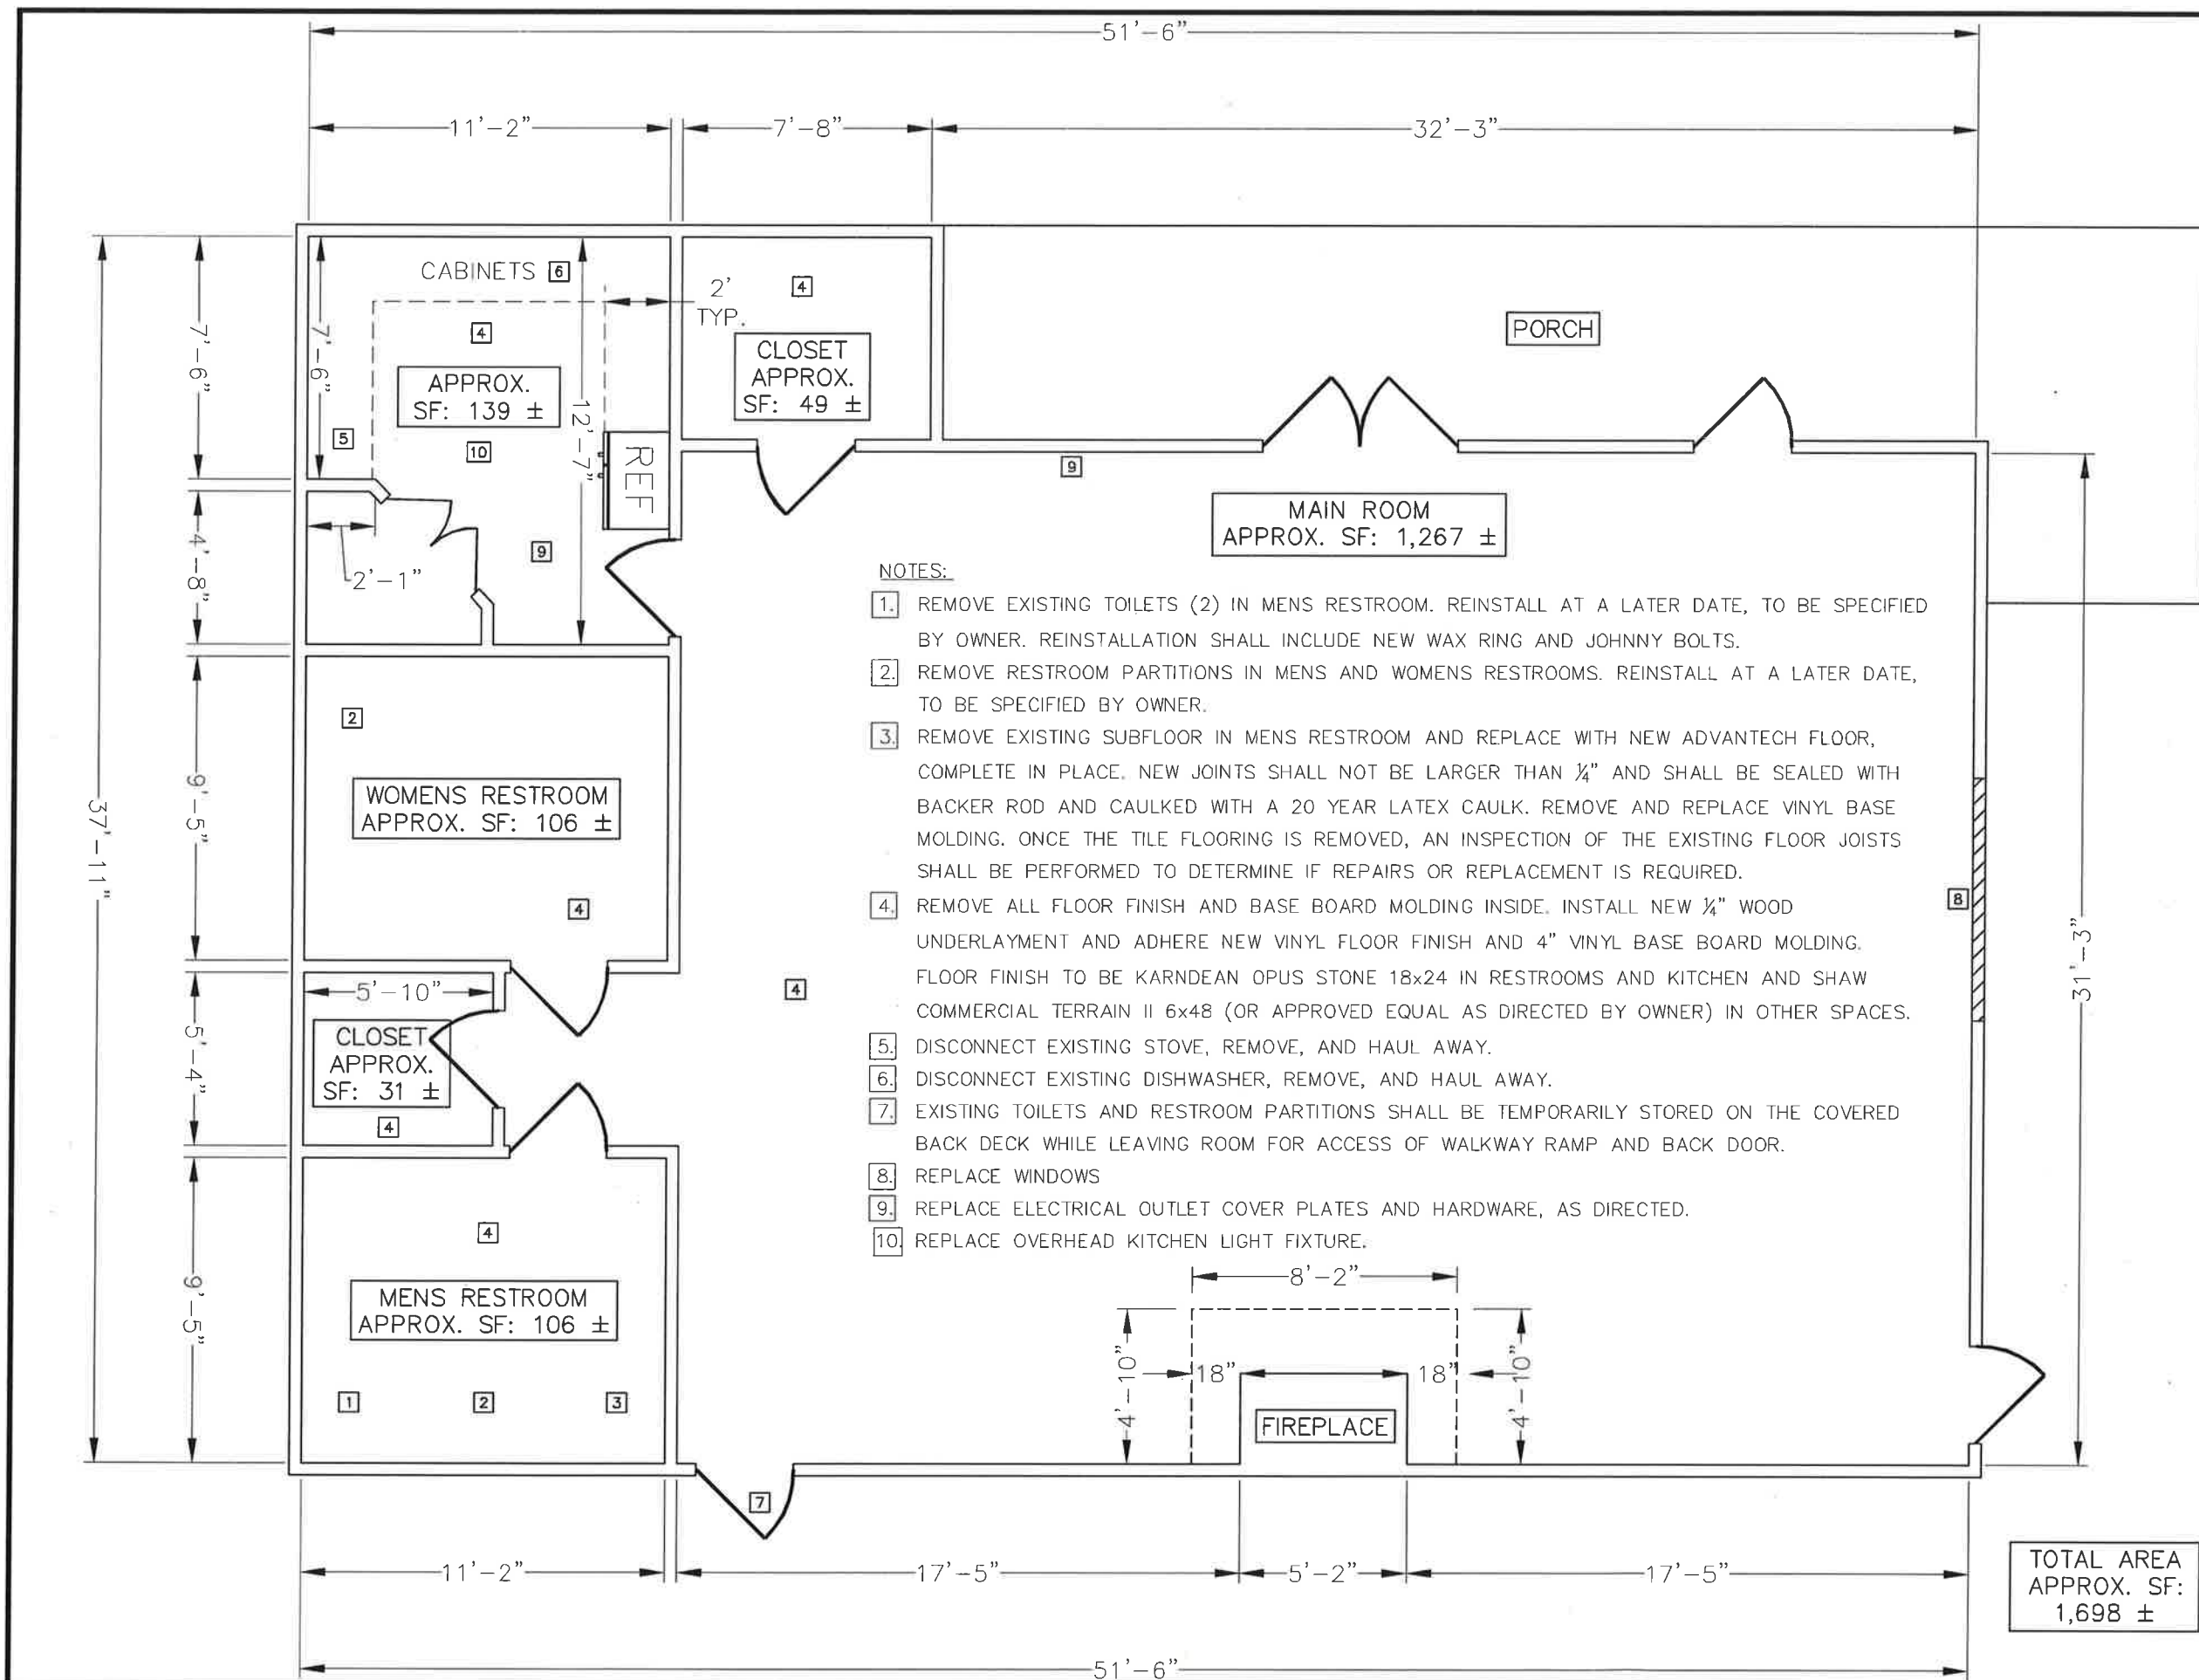 51'-6"
11'-2"
7'-8"
32'-3"
CABINETS 6
2'
TYP.
4
4
PORCH
7'-6"
7'-6"
37'-11"
CLOSET
APPROX.
SF: 49 ±
APPROX.
SF: 139 ±
12'-7"
5
10
REF
9
MAIN ROOM
APPROX. SF: 1,267 ±
4'-8"
2'-1"
9
NOTES:
1. REMOVE EXISTING TOILETS (2) IN MENS RESTROOM. REINSTALL AT A LATER DATE, TO BE SPECIFIED
BY OWNER. REINSTALLATION SHALL INCLUDE NEW WAX RING AND JOHNNY BOLTS.
2. REMOVE RESTROOM PARTITIONS IN MENS AND WOMENS RESTROOMS. REINSTALL AT A LATER DATE,
TO BE SPECIFIED BY OWNER.
3. REMOVE EXISTING SUBFLOOR IN MENS RESTROOM AND REPLACE WITH NEW ADVANTECH FLOOR,
COMPLETE IN PLACE. NEW JOINTS SHALL NOT BE LARGER THAN ¼" AND SHALL BE SEALED WITH
BACKER ROD AND CAULKED WITH A 20 YEAR LATEX CAULK. REMOVE AND REPLACE VINYL BASE
MOLDING. ONCE THE TILE FLOORING IS REMOVED, AN INSPECTION OF THE EXISTING FLOOR JOISTS
SHALL BE PERFORMED TO DETERMINE IF REPAIRS OR REPLACEMENT IS REQUIRED.
4. REMOVE ALL FLOOR FINISH AND BASE BOARD MOLDING INSIDE. INSTALL NEW ¼" WOOD
UNDERLAYMENT AND ADHERE NEW VINYL FLOOR FINISH AND 4" VINYL BASE BOARD MOLDING.
FLOOR FINISH TO BE KARNDEAN OPUS STONE 18x24 IN RESTROOMS AND KITCHEN AND SHAW
COMMERCIAL TERRAIN II 6x48 (OR APPROVED EQUAL AS DIRECTED BY OWNER) IN OTHER SPACES.
5. DISCONNECT EXISTING STOVE, REMOVE, AND HAUL AWAY.
6. DISCONNECT EXISTING DISHWASHER, REMOVE, AND HAUL AWAY.
7. EXISTING TOILETS AND RESTROOM PARTITIONS SHALL BE TEMPORARILY STORED ON THE COVERED
BACK DECK WHILE LEAVING ROOM FOR ACCESS OF WALKWAY RAMP AND BACK DOOR.
8. REPLACE WINDOWS
9. REPLACE ELECTRICAL OUTLET COVER PLATES AND HARDWARE, AS DIRECTED.
10. REPLACE OVERHEAD KITCHEN LIGHT FIXTURE.
2
9'-5"
WOMENS RESTROOM
APPROX. SF: 106 ±
4
8
31'-3"
4
5'-10"
5'-4"
CLOSET
APPROX.
SF: 31 ±
4
4
9'-5"
MENS RESTROOM
APPROX. SF: 106 ±
1
2
3
8'-2"
4'-10"
18"
18"
4'-10"
FIREPLACE
7
11'-2"
17'-5"
5'-2"
17'-5"
TOTAL AREA
APPROX. SF:
1,698 ±
51'-6"